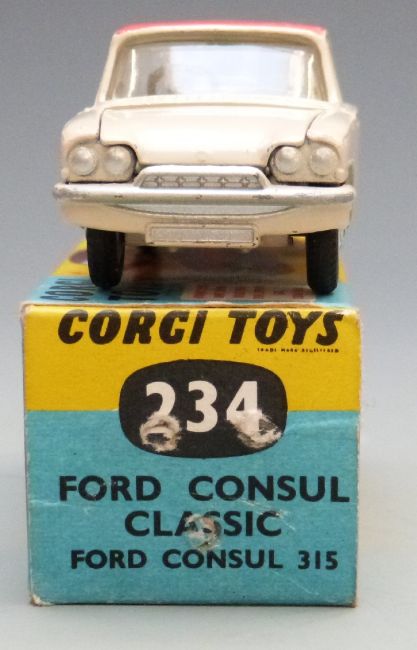 CORGI TOYS
TRADE MARK REGISTERED
234
FORD CONSUL
CLASSIC
FORD CONSUL 315